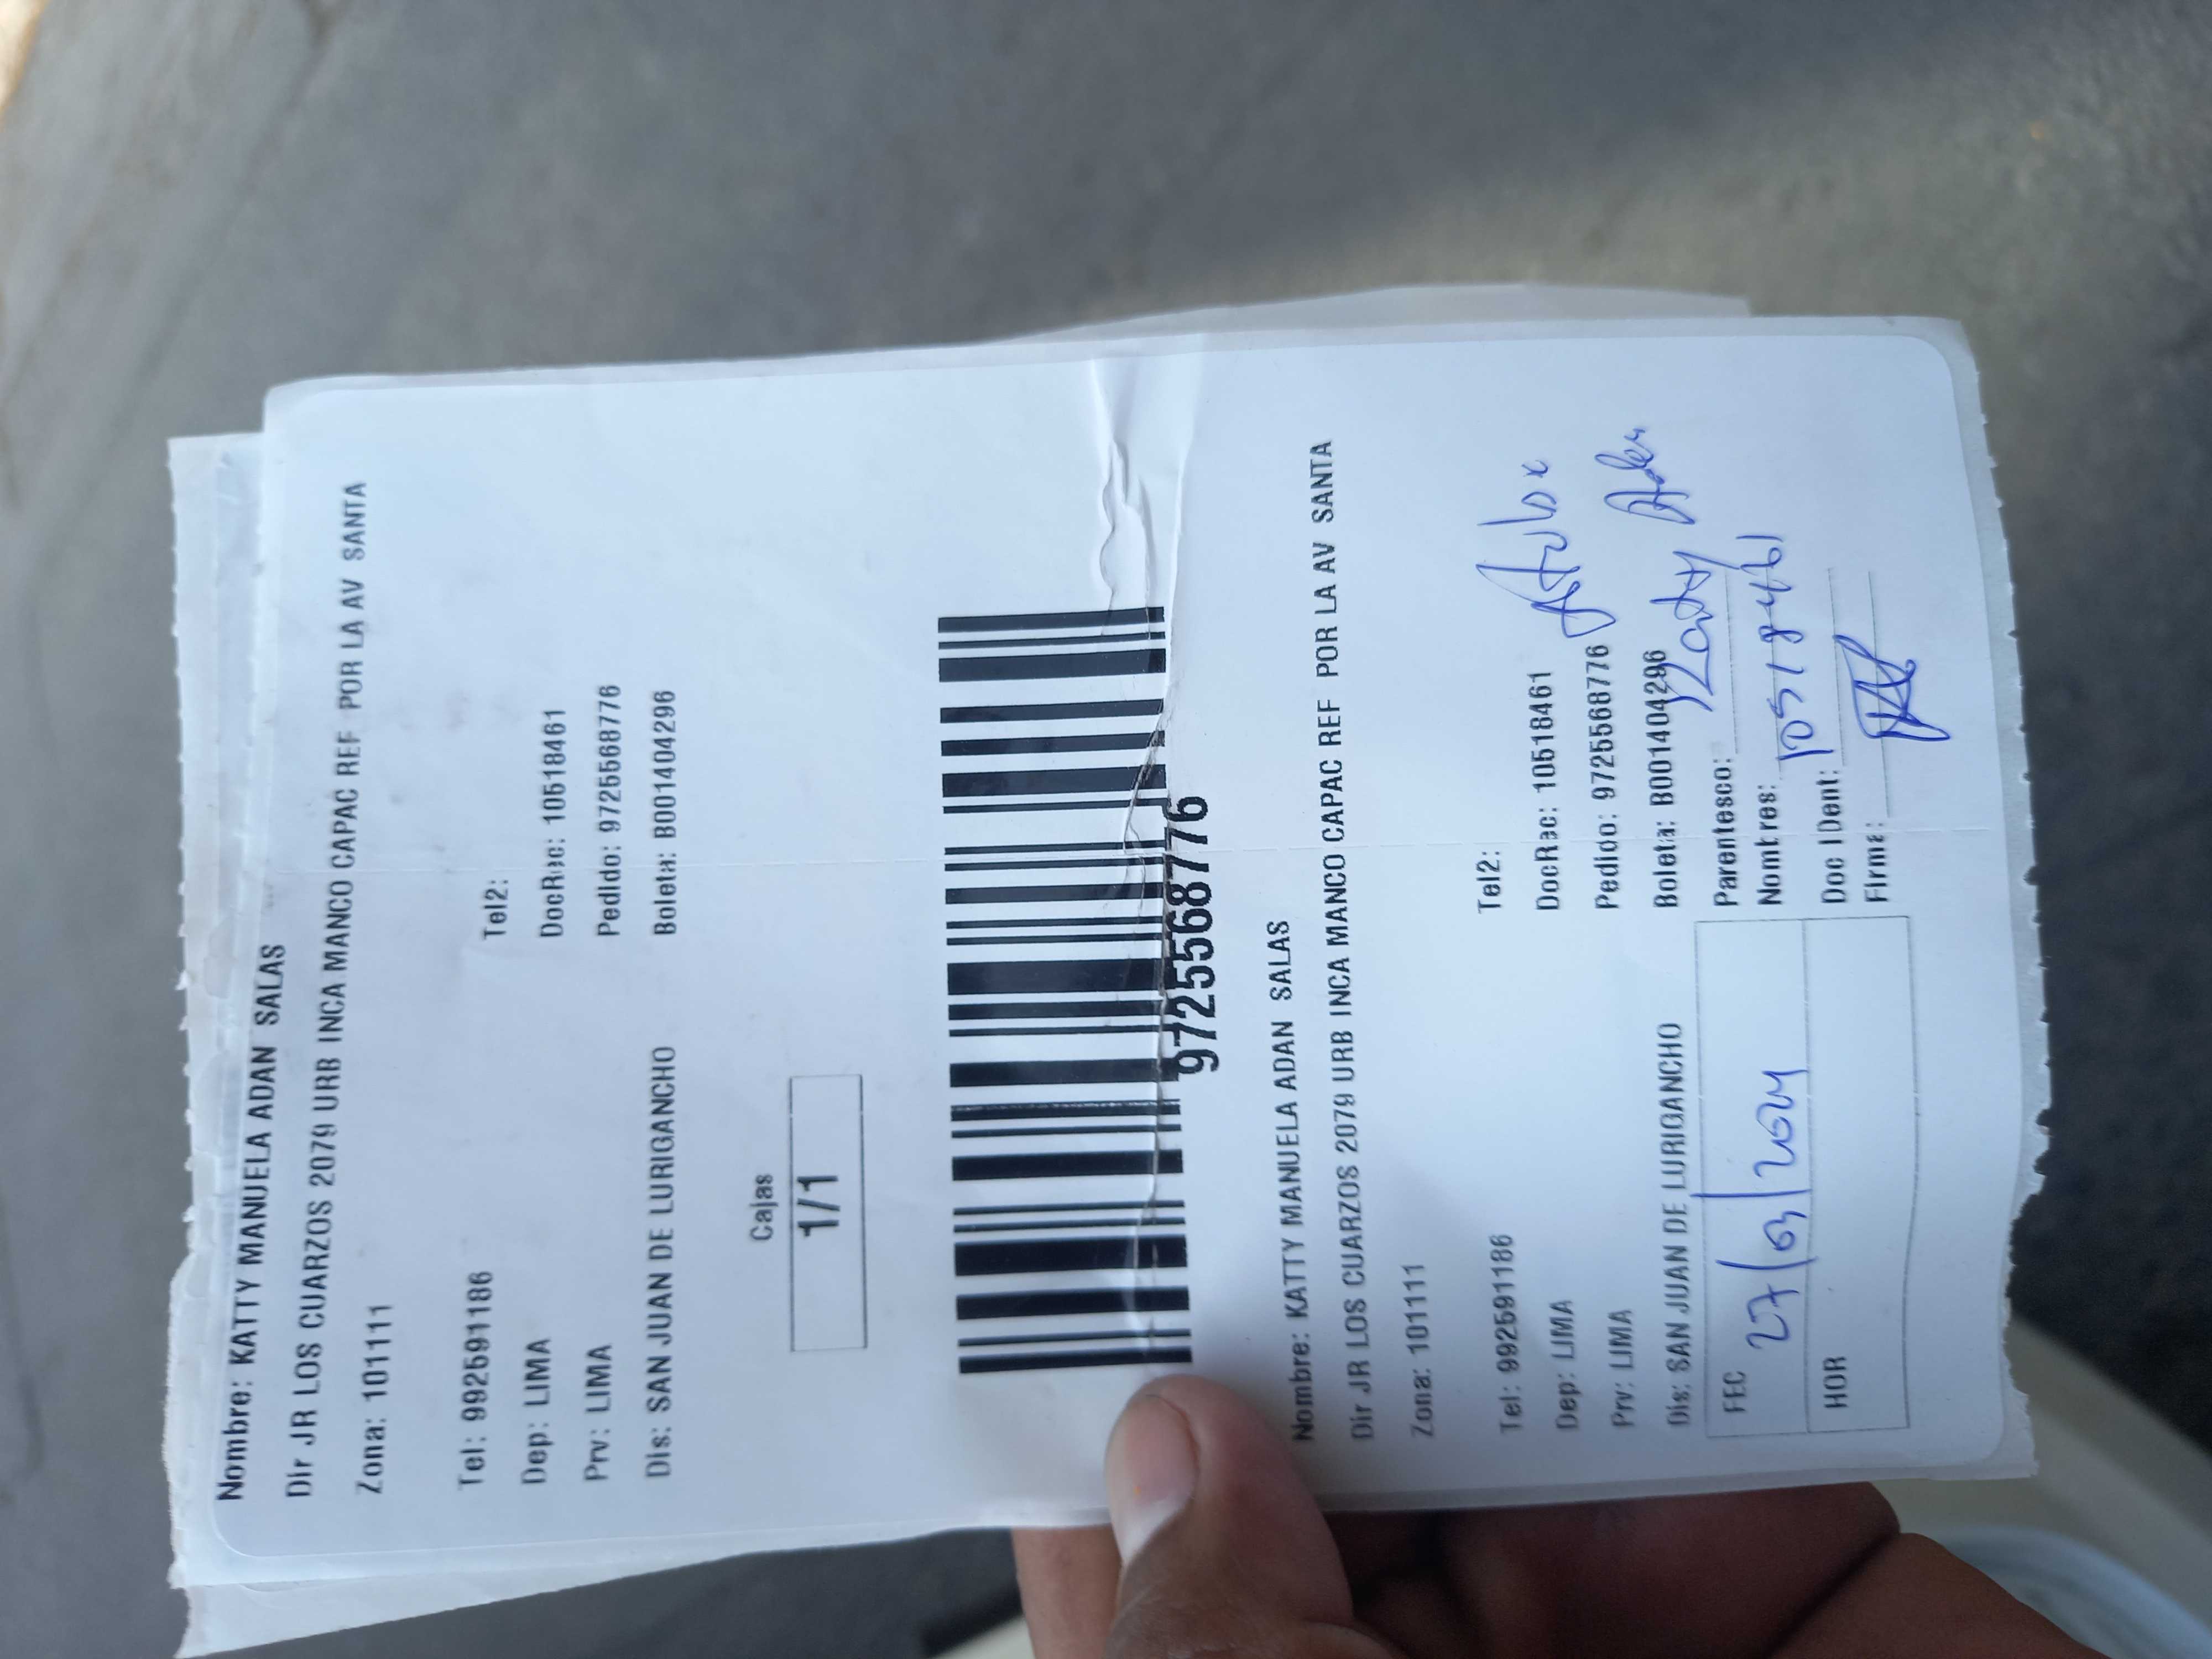 Nombre: KATTY MANUELA ADAN SALAS
Dir JR LOS CUARZOS 2079 URB INCA MANCO CAPAC REF POR LA AV SANTA
Zona: 101111
Tel: 992591186 Tel2:
Dep: LIMA DocRec: 10518461
Prv: LIMA Pedido: 9725568776
Dis: SAN JUAN DE LURIGANCHO Boleta: B001404296
Cajas
1/1
9725568776
Nombre: KATTY MANUELA ADAN SALAS
Dir JR LOS CUARZOS 2079 URB INCA MANCO CAPAC REF POR LA AV SANTA
Zona: 101111
Tel: 992591186 Tel2:
Dep: LIMA DocRec: 10518461
Prv: LIMA Pedido: 9725568776
Dis: SAN JUAN DE LURIGANCHO Boleta: B001404296
FEC 27/03/2024 Parentesco:
Nombres: Katty Adan
HOR Doc IDent: 10518461
Firma: